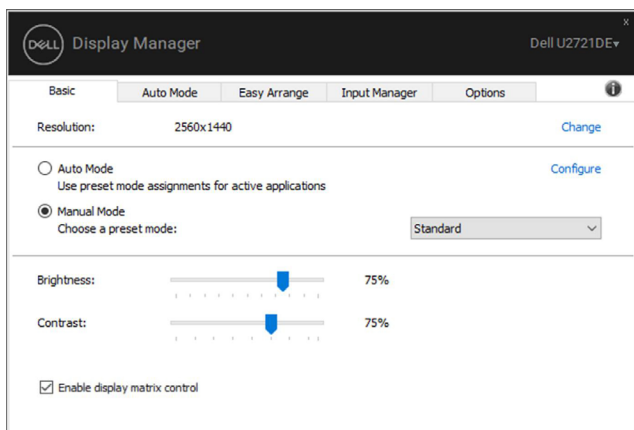 DELL Display Manager
x
Dell U2721DE▾
Basic Auto Mode Easy Arrange Input Manager Options i
Resolution: 2560x1440 Change
Auto Mode Configure
Use preset mode assignments for active applications
Manual Mode
Choose a preset mode: Standard
Brightness: 75%
Contrast: 75%
Enable display matrix control